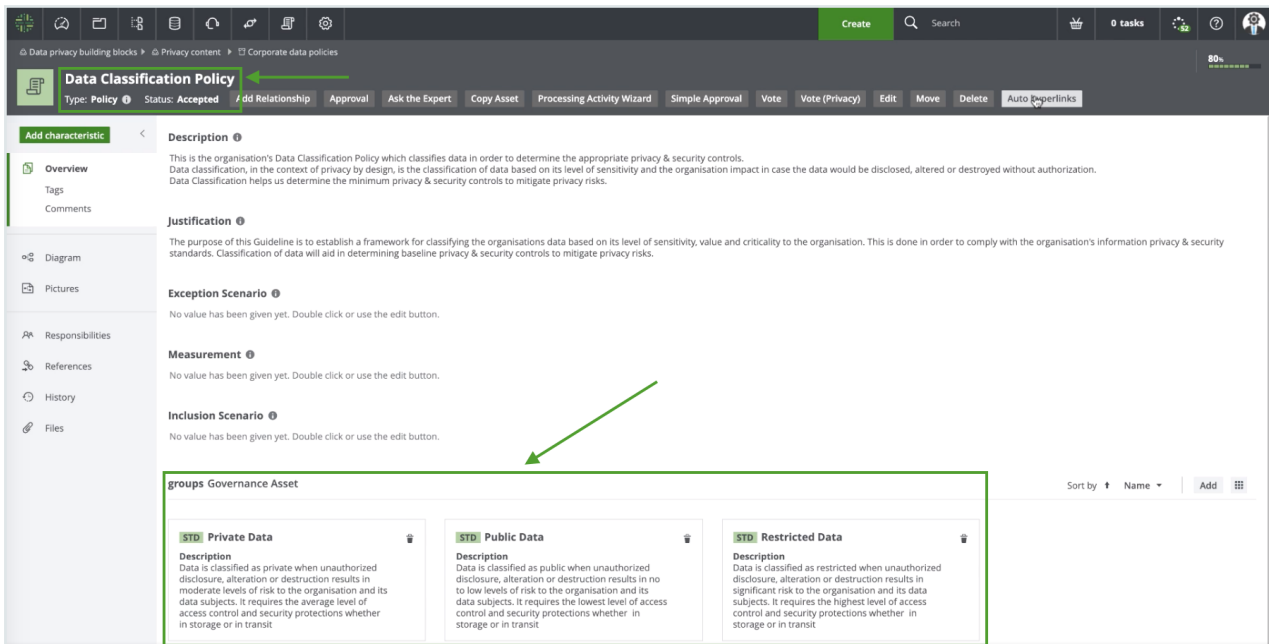 Create
Search
0 tasks
52
Data privacy building blocks
Privacy content
Corporate data policies
80%
Data Classification Policy
Type: Policy Status: Accepted
Add Relationship
Approval
Ask the Expert
Copy Asset
Processing Activity Wizard
Simple Approval
Vote
Vote (Privacy)
Edit
Move
Delete
Auto Hyperlinks
Add characteristic
Overview
Tags
Comments
Diagram
Pictures
Responsibilities
References
History
Files
Description
This is the organisation's Data Classification Policy which classifies data in order to determine the appropriate privacy & security controls.
Data classification, in the context of privacy by design, is the classification of data based on its level of sensitivity and the organisation impact in case the data would be disclosed, altered or destroyed without authorization.
Data Classification helps us determine the minimum privacy & security controls to mitigate privacy risks.
Justification
The purpose of this Guideline is to establish a framework for classifying the organisations data based on its level of sensitivity, value and criticality to the organisation. This is done in order to comply with the organisation's information privacy & security
standards. Classification of data will aid in determining baseline privacy & security controls to mitigate privacy risks.
Exception Scenario
No value has been given yet. Double click or use the edit button.
Measurement
No value has been given yet. Double click or use the edit button.
Inclusion Scenario
No value has been given yet. Double click or use the edit button.
groups Governance Asset
Sort by Name
Add
STD Private Data
Description
Data is classified as private when unauthorized
disclosure, alteration or destruction results in
moderate levels of risk to the organisation and its
data subjects. It requires the average level of
access control and security protections whether
in storage or in transit
STD Public Data
Description
Data is classified as public when unauthorized
disclosure, alteration or destruction results in no
to low levels of risk to the organisation and its
data subjects. It requires the lowest level of access
control and security protections whether in
storage or in transit
STD Restricted Data
Description
Data is classified as restricted when unauthorized
disclosure, alteration or destruction results in
significant risk to the organisation and its data
subjects. It requires the highest level of access
control and security protections whether in
storage or in transit